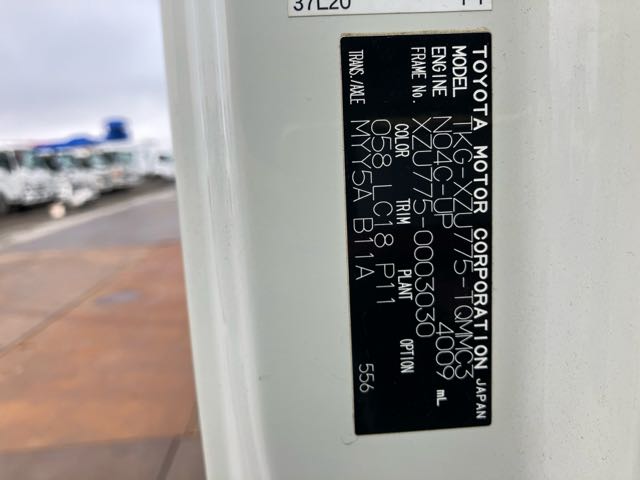 37L20
TOYOTA MOTOR CORPORATION JAPAN
MODEL TKG-XZU775-TQMMC3
ENGINE N04C-UP 4009 mL
FRAME No. XZU775-0003030
COLOR TRIM PLANT OPTION
058 LC18 P11
TRANS./AXLE MYY5A B11A 556